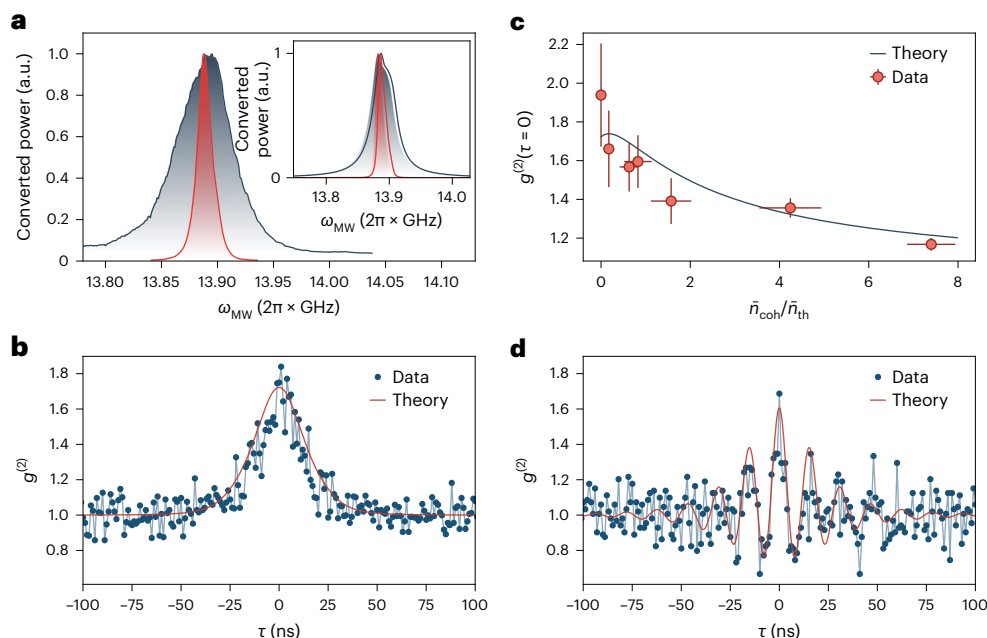 a
Converted power (a.u.)
1.0
0.8
0.6
0.4
0.2
0
13.80
13.85
13.90
13.95
14.00
14.05
14.10
ω_MW (2π × GHz)
Converted
power (a.u.)
1
0
13.8
13.9
14.0
ω_MW (2π × GHz)
c
g^(2)(τ = 0)
2.2
2.0
1.8
1.6
1.4
1.2
0
2
4
6
8
n̄_coh/n̄_th
Theory
Data
b
g^(2)
1.8
1.6
1.4
1.2
1.0
0.8
–100
–75
–50
–25
0
25
50
75
100
τ (ns)
Data
Theory
d
g^(2)
1.8
1.6
1.4
1.2
1.0
0.8
–100
–75
–50
–25
0
25
50
75
100
τ (ns)
Data
Theory